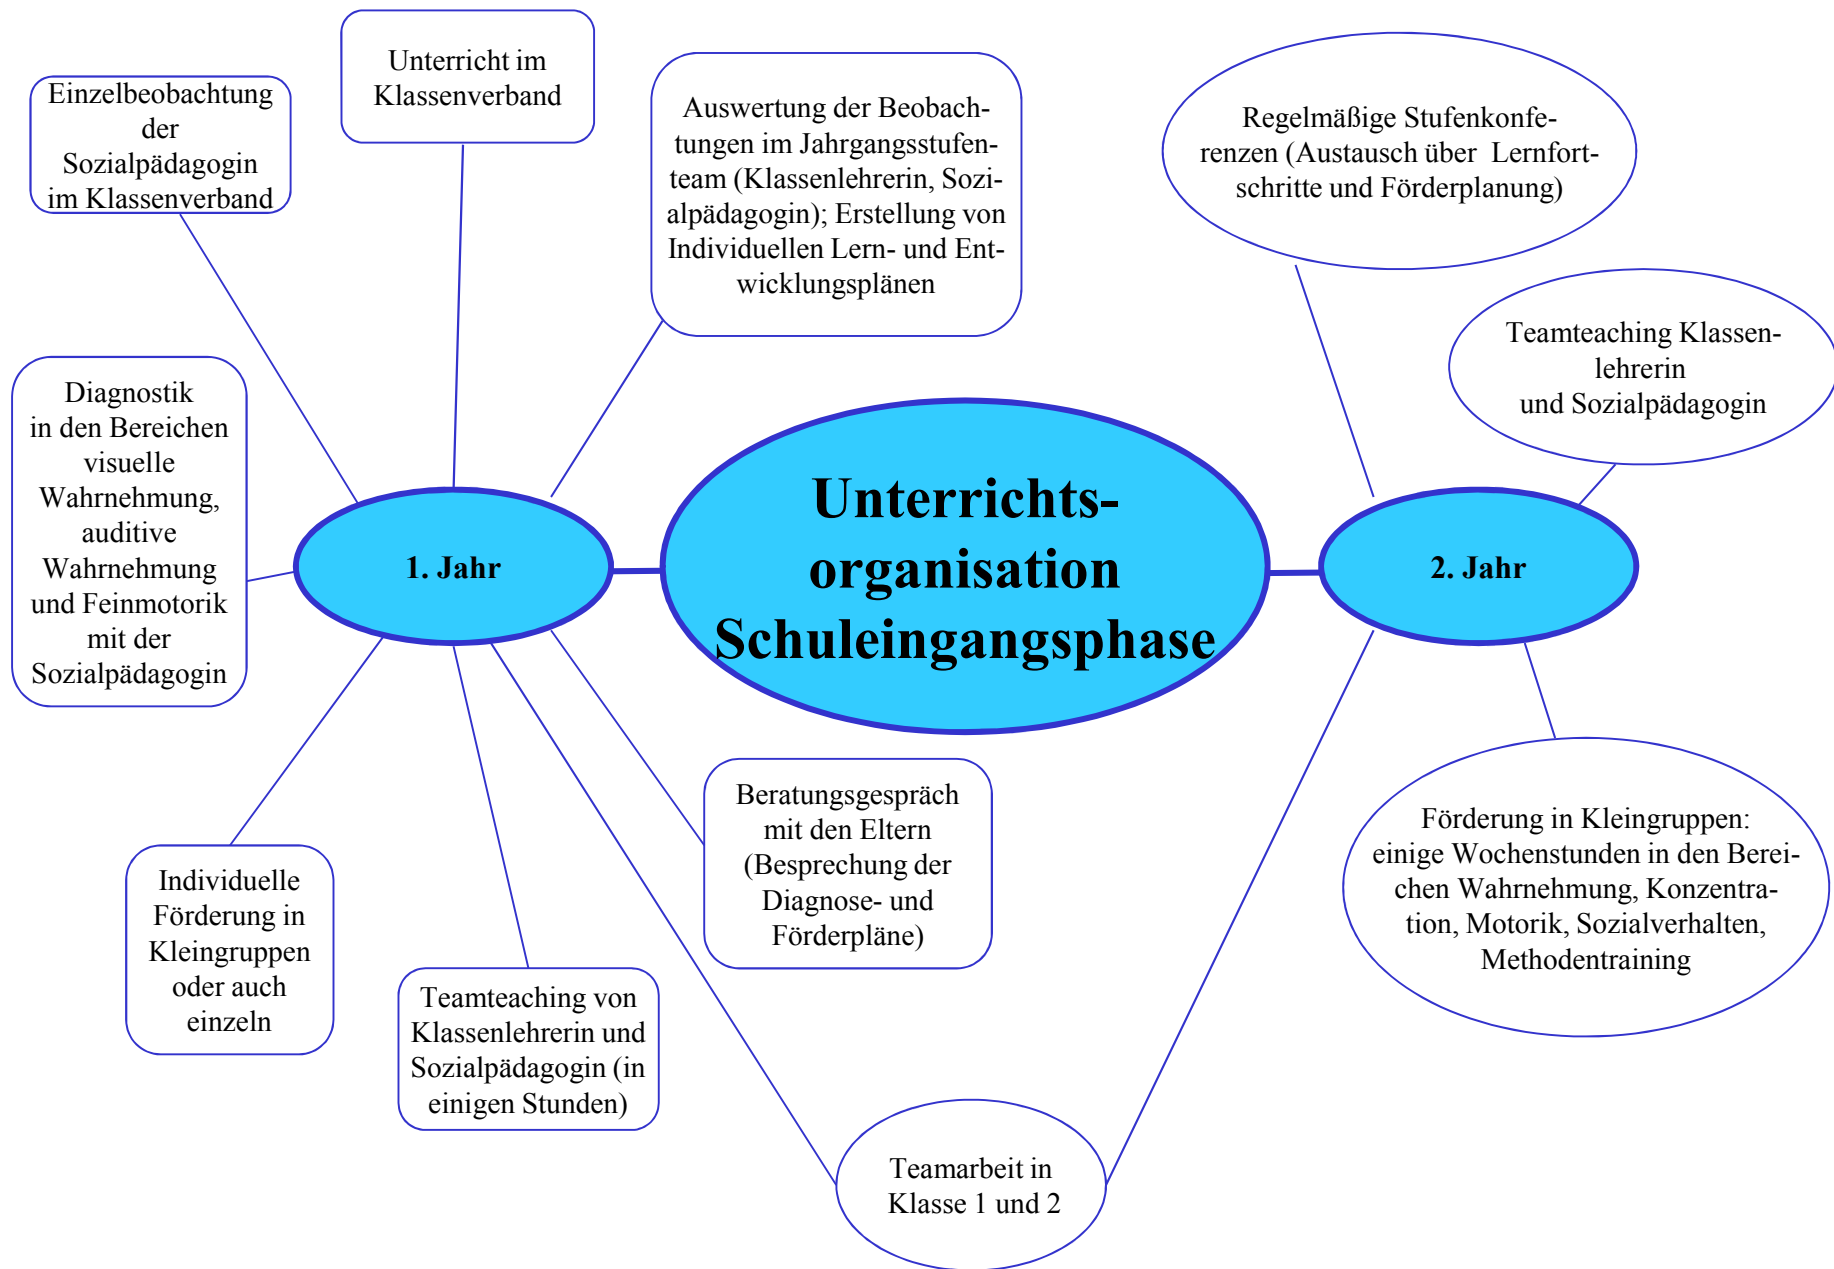 Unterricht im
Klassenverband
Einzelbeobachtung
der
Sozialpädagogin
im Klassenverband
Auswertung der Beobach-
tungen im Jahrgangsstufen-
team (Klassenlehrerin, Sozi-
alpädagogin); Erstellung von
Individuellen Lern- und Ent-
wicklungsplänen
Regelmäßige Stufenkonfe-
renzen (Austausch über Lernfort-
schritte und Förderplanung)
Teamteaching Klassen-
lehrerin
und Sozialpädagogin
Diagnostik
in den Bereichen
visuelle
Wahrnehmung,
auditive
Wahrnehmung
und Feinmotorik
mit der
Sozialpädagogin
1. Jahr
Unterrichts-
organisation
Schuleingangsphase
2. Jahr
Beratungsgespräch
mit den Eltern
(Besprechung der
Diagnose- und
Förderpläne)
Förderung in Kleingruppen:
einige Wochenstunden in den Berei-
chen Wahrnehmung, Konzentra-
tion, Motorik, Sozialverhalten,
Methodentraining
Individuelle
Förderung in
Kleingruppen
oder auch
einzeln
Teamteaching von
Klassenlehrerin und
Sozialpädagogin (in
einigen Stunden)
Teamarbeit in
Klasse 1 und 2